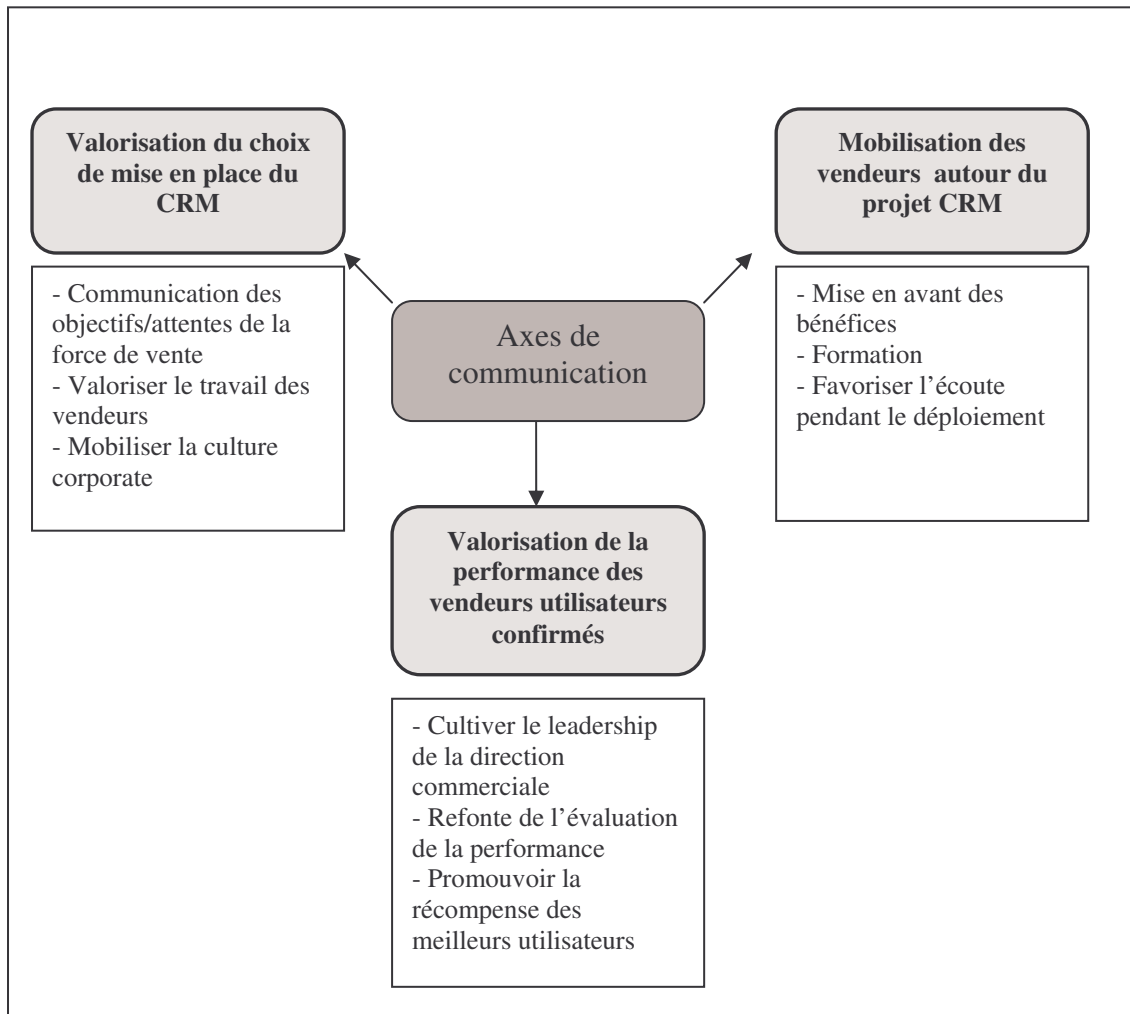 Valorisation du choix
de mise en place du
CRM
- Communication des
objectifs/attentes de la
force de vente
- Valoriser le travail des
vendeurs
- Mobiliser la culture
corporate
Mobilisation des
vendeurs autour du
projet CRM
- Mise en avant des
bénéfices
- Formation
- Favoriser l’écoute
pendant le déploiement
Axes de
communication
Valorisation de la
performance des
vendeurs utilisateurs
confirmés
- Cultiver le leadership
de la direction
commerciale
- Refonte de l’évaluation
de la performance
- Promouvoir la
récompense des
meilleurs utilisateurs